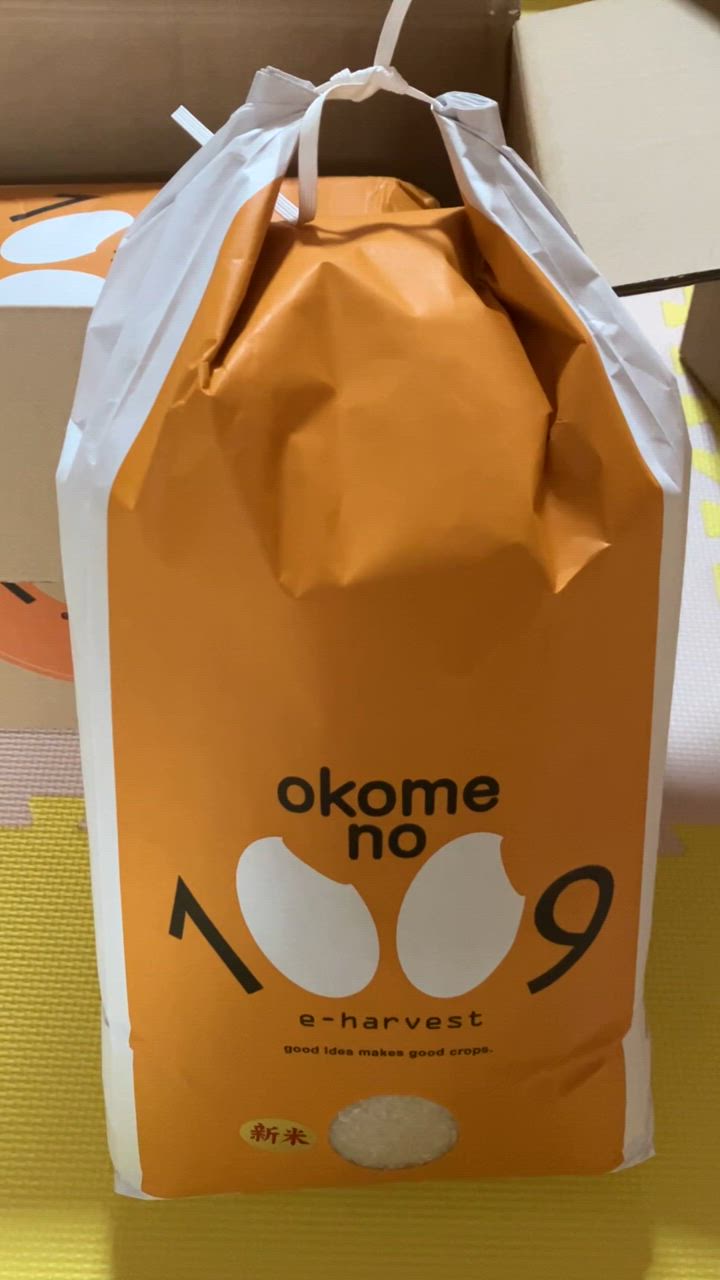 okome
no
1009
e-harvest
good idea makes good crops.
新米